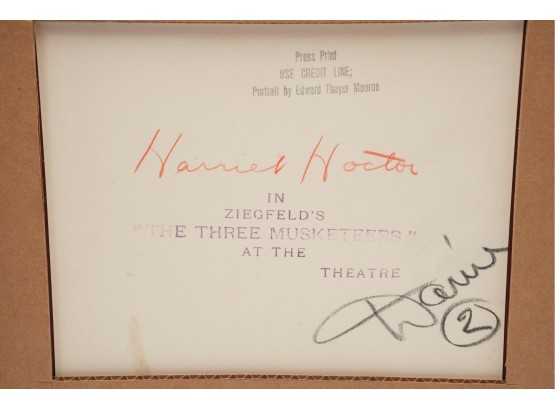 Press Print
USE CREDIT LINE;
Portrait by Edward Thayer Monroe
Harriet Hoctor
IN
ZIEGFELD'S
"THE THREE MUSKETEERS"
AT THE
THEATRE
2